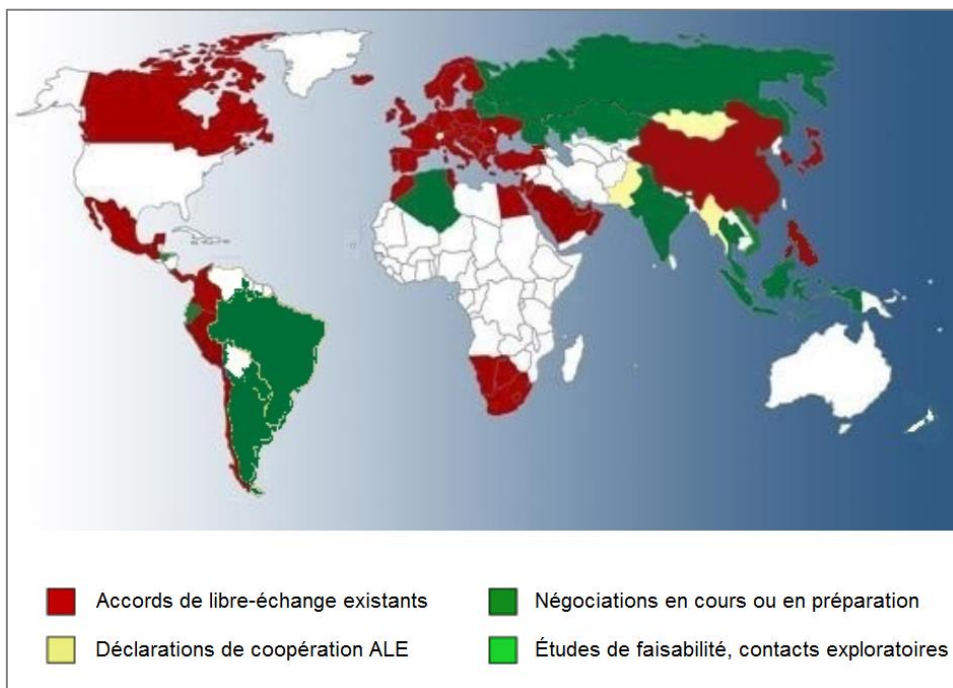 Accords de libre-échange existants
Négociations en cours ou en préparation
Déclarations de coopération ALE
Études de faisabilité, contacts exploratoires